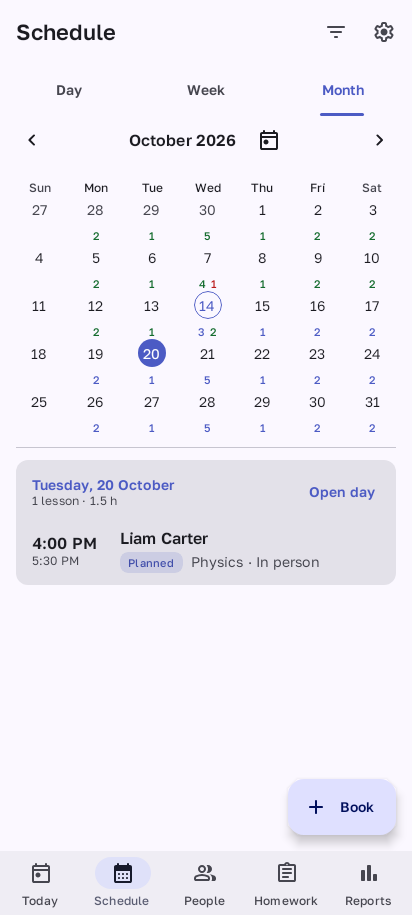 Schedule
Day Week Month
October 2026
Sun Mon Tue Wed Thu Fri Sat
27 28 29 30 1 2 3
2 1 5 1 2 2
4 5 6 7 8 9 10
2 1 4 1 1 2 2
11 12 13 14 15 16 17
2 1 3 2 1 2 2
18 19 20 21 22 23 24
2 1 5 1 2 2
25 26 27 28 29 30 31
2 1 5 1 2 2
Tuesday, 20 October
Open day
1 lesson · 1.5 h
4:00 PM Liam Carter
5:30 PM Planned Physics · In person
Book
Today Schedule People Homework Reports